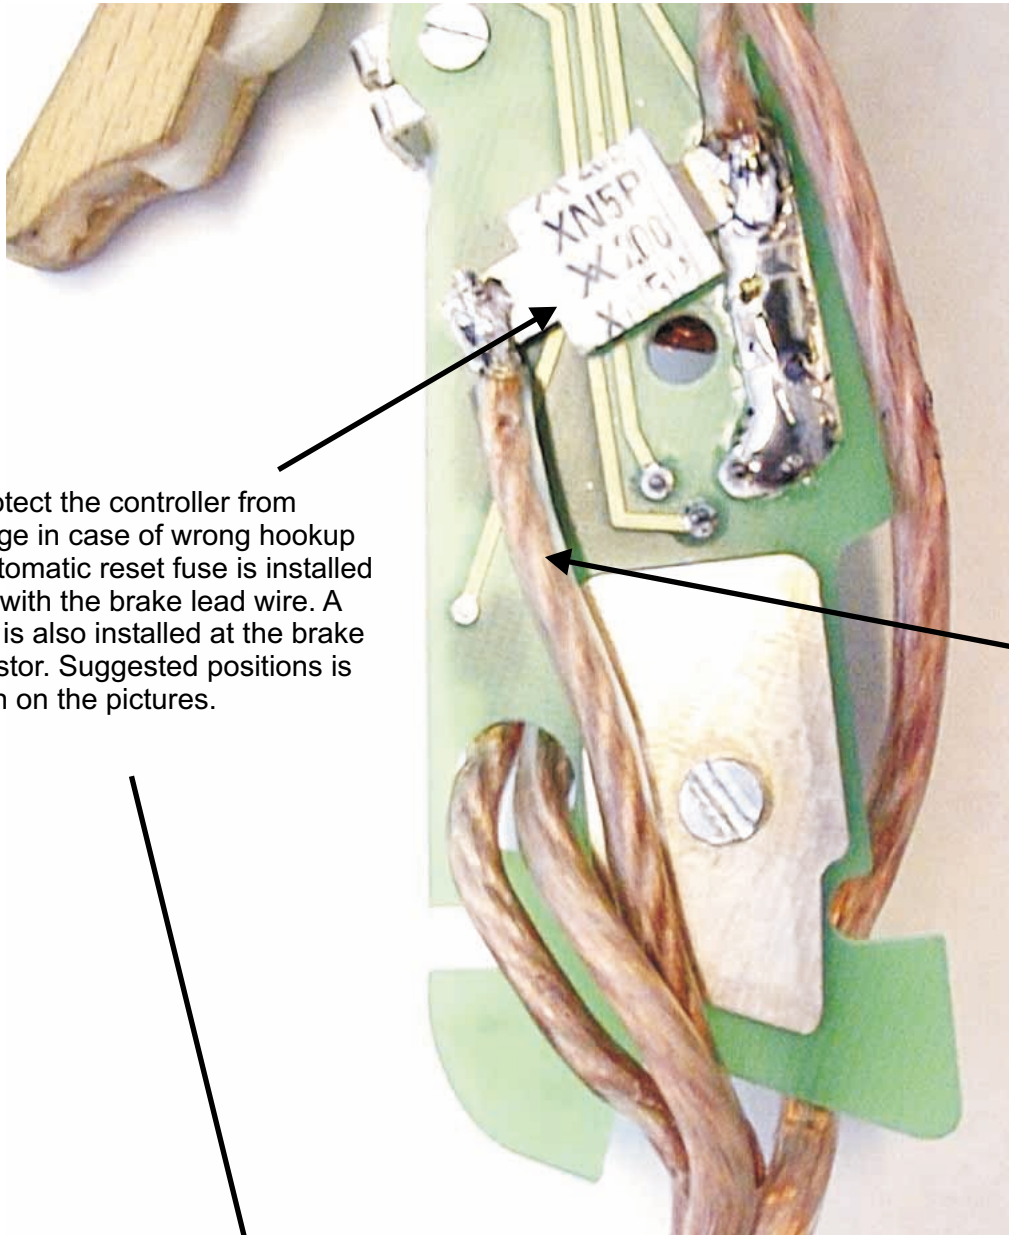 XN5P
X 200
otect the controller from
ge in case of wrong hookup
tomatic reset fuse is installed
with the brake lead wire. A
is also installed at the brake
stor. Suggested positions is
n on the pictures.